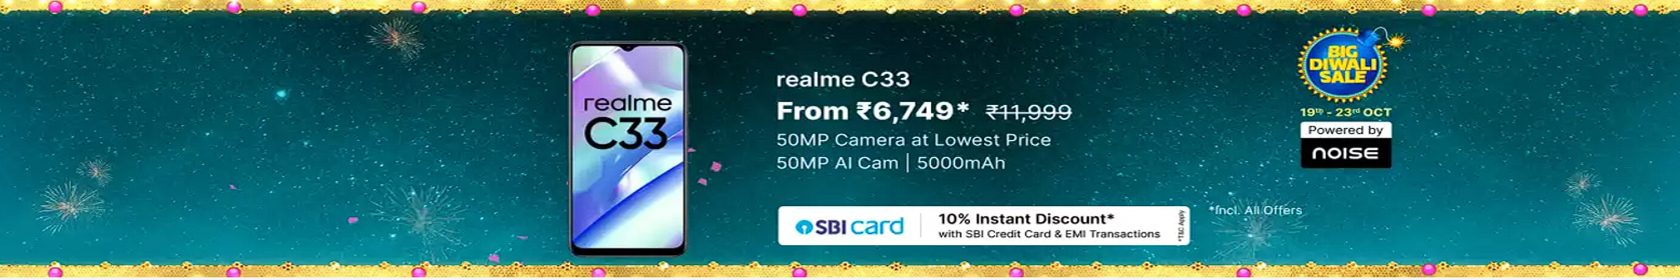 realme
C33
realme C33
From ₹6,749* ₹11,999
50MP Camera at Lowest Price
50MP AI Cam | 5000mAh
SBI card
10% Instant Discount*
with SBI Credit Card & EMI Transactions
*T&C Apply
*Incl. All Offers
BIG
DIWALI
SALE
19th - 23rd OCT
Powered by
noise